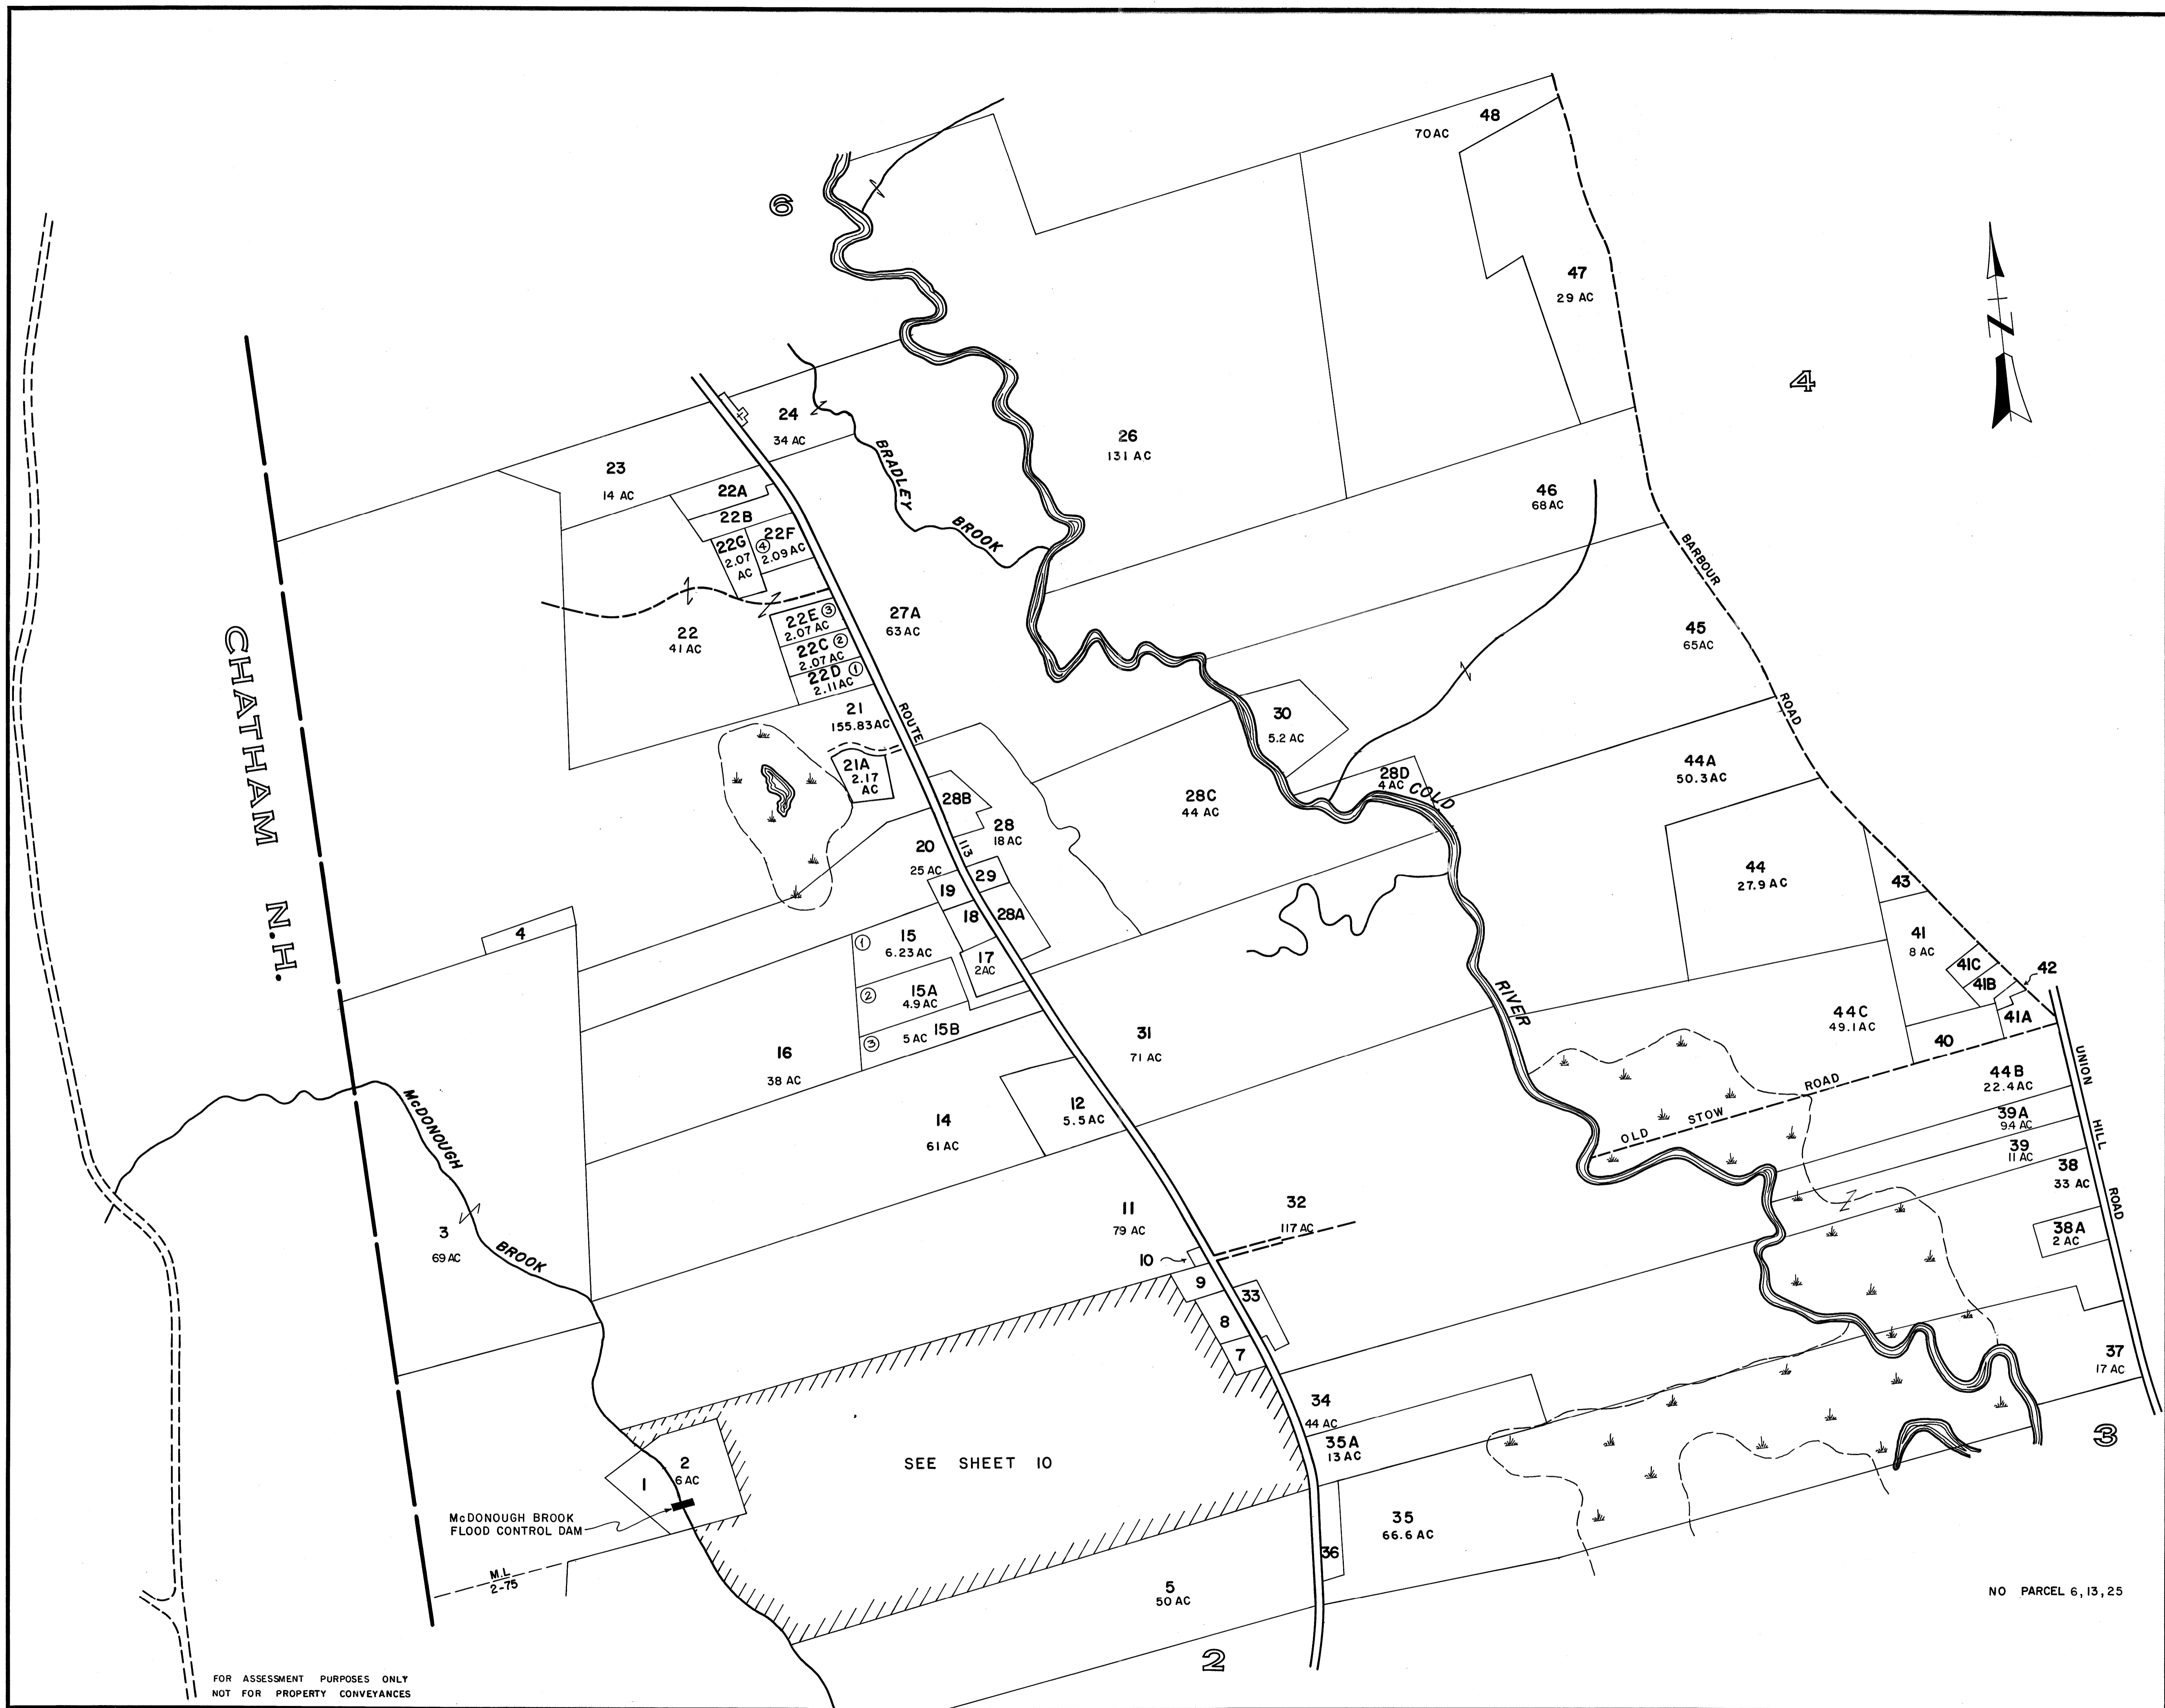 48
70 AC
6
47
29 AC
4
N
24
34 AC
26
131 AC
23
14 AC
BRADLEY BROOK
22A
22B
22G
2.07
AC
4
22F
2.09 AC
46
68 AC
BARBOUR ROAD
27A
63 AC
22
41 AC
22E 3
2.07 AC
22C 2
2.07 AC
22D 1
2.11 AC
45
65 AC
CHATHAM N.H.
21
155.83 AC
ROUTE 113
30
5.2 AC
21A
2.17
AC
28B
28C
44 AC
28D
4 AC
COLD RIVER
44A
50.3 AC
28
18 AC
20
25 AC
29
19
18
28A
44
27.9 AC
43
4
1
15
6.23 AC
17
2 AC
41
8 AC
41C
41B
42
2
15A
4.9 AC
41A
3
5 AC 15B
31
71 AC
44C
49.1 AC
40
16
38 AC
McDONOUGH BROOK
OLD STOW ROAD
UNION HILL ROAD
44B
22.4 AC
14
61 AC
12
5.5 AC
39A
9.4 AC
39
11 AC
38
33 AC
3
69 AC
11
79 AC
32
117 AC
38A
2 AC
10
9
33
8
7
37
17 AC
34
44 AC
35A
13 AC
3
SEE SHEET 10
2
6 AC
1
McDONOUGH BROOK
FLOOD CONTROL DAM
35
66.6 AC
36
M.L.
2-75
5
50 AC
NO PARCEL 6, 13, 25
2
FOR ASSESSMENT PURPOSES ONLY
NOT FOR PROPERTY CONVEYANCES